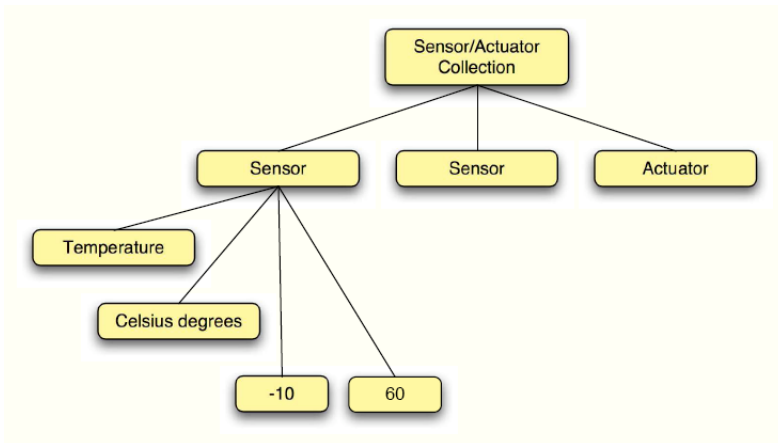 Sensor/Actuator
Collection
Sensor
Sensor
Actuator
Temperature
Celsius degrees
-10
60